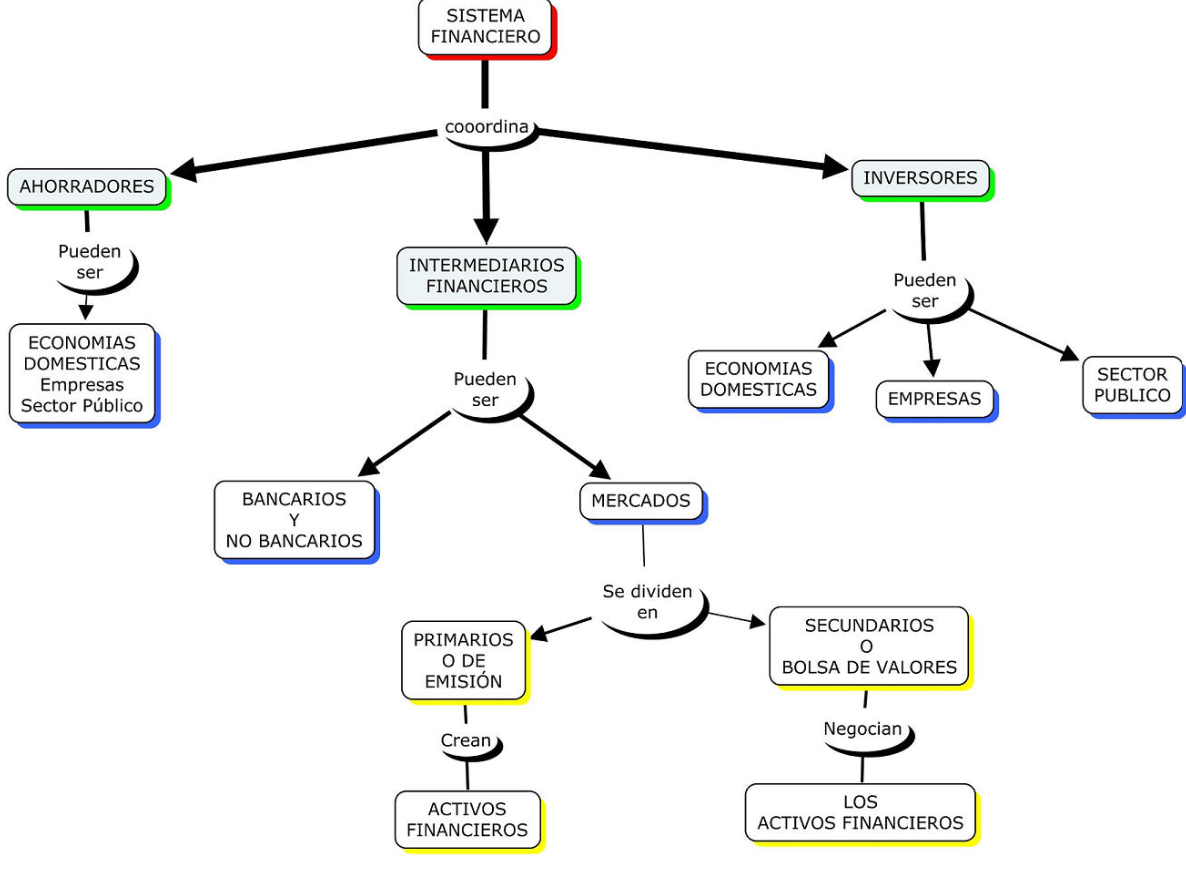 SISTEMA
FINANCIERO
cooordina
AHORRADORES
INVERSORES
Pueden
ser
INTERMEDIARIOS
FINANCIEROS
Pueden
ser
ECONOMIAS
DOMESTICAS
Empresas
Sector Público
ECONOMIAS
DOMESTICAS
EMPRESAS
SECTOR
PUBLICO
Pueden
ser
BANCARIOS
Y
NO BANCARIOS
MERCADOS
Se dividen
en
PRIMARIOS
O DE
EMISIÓN
SECUNDARIOS
O
BOLSA DE VALORES
Crean
Negocian
ACTIVOS
FINANCIEROS
LOS
ACTIVOS FINANCIEROS